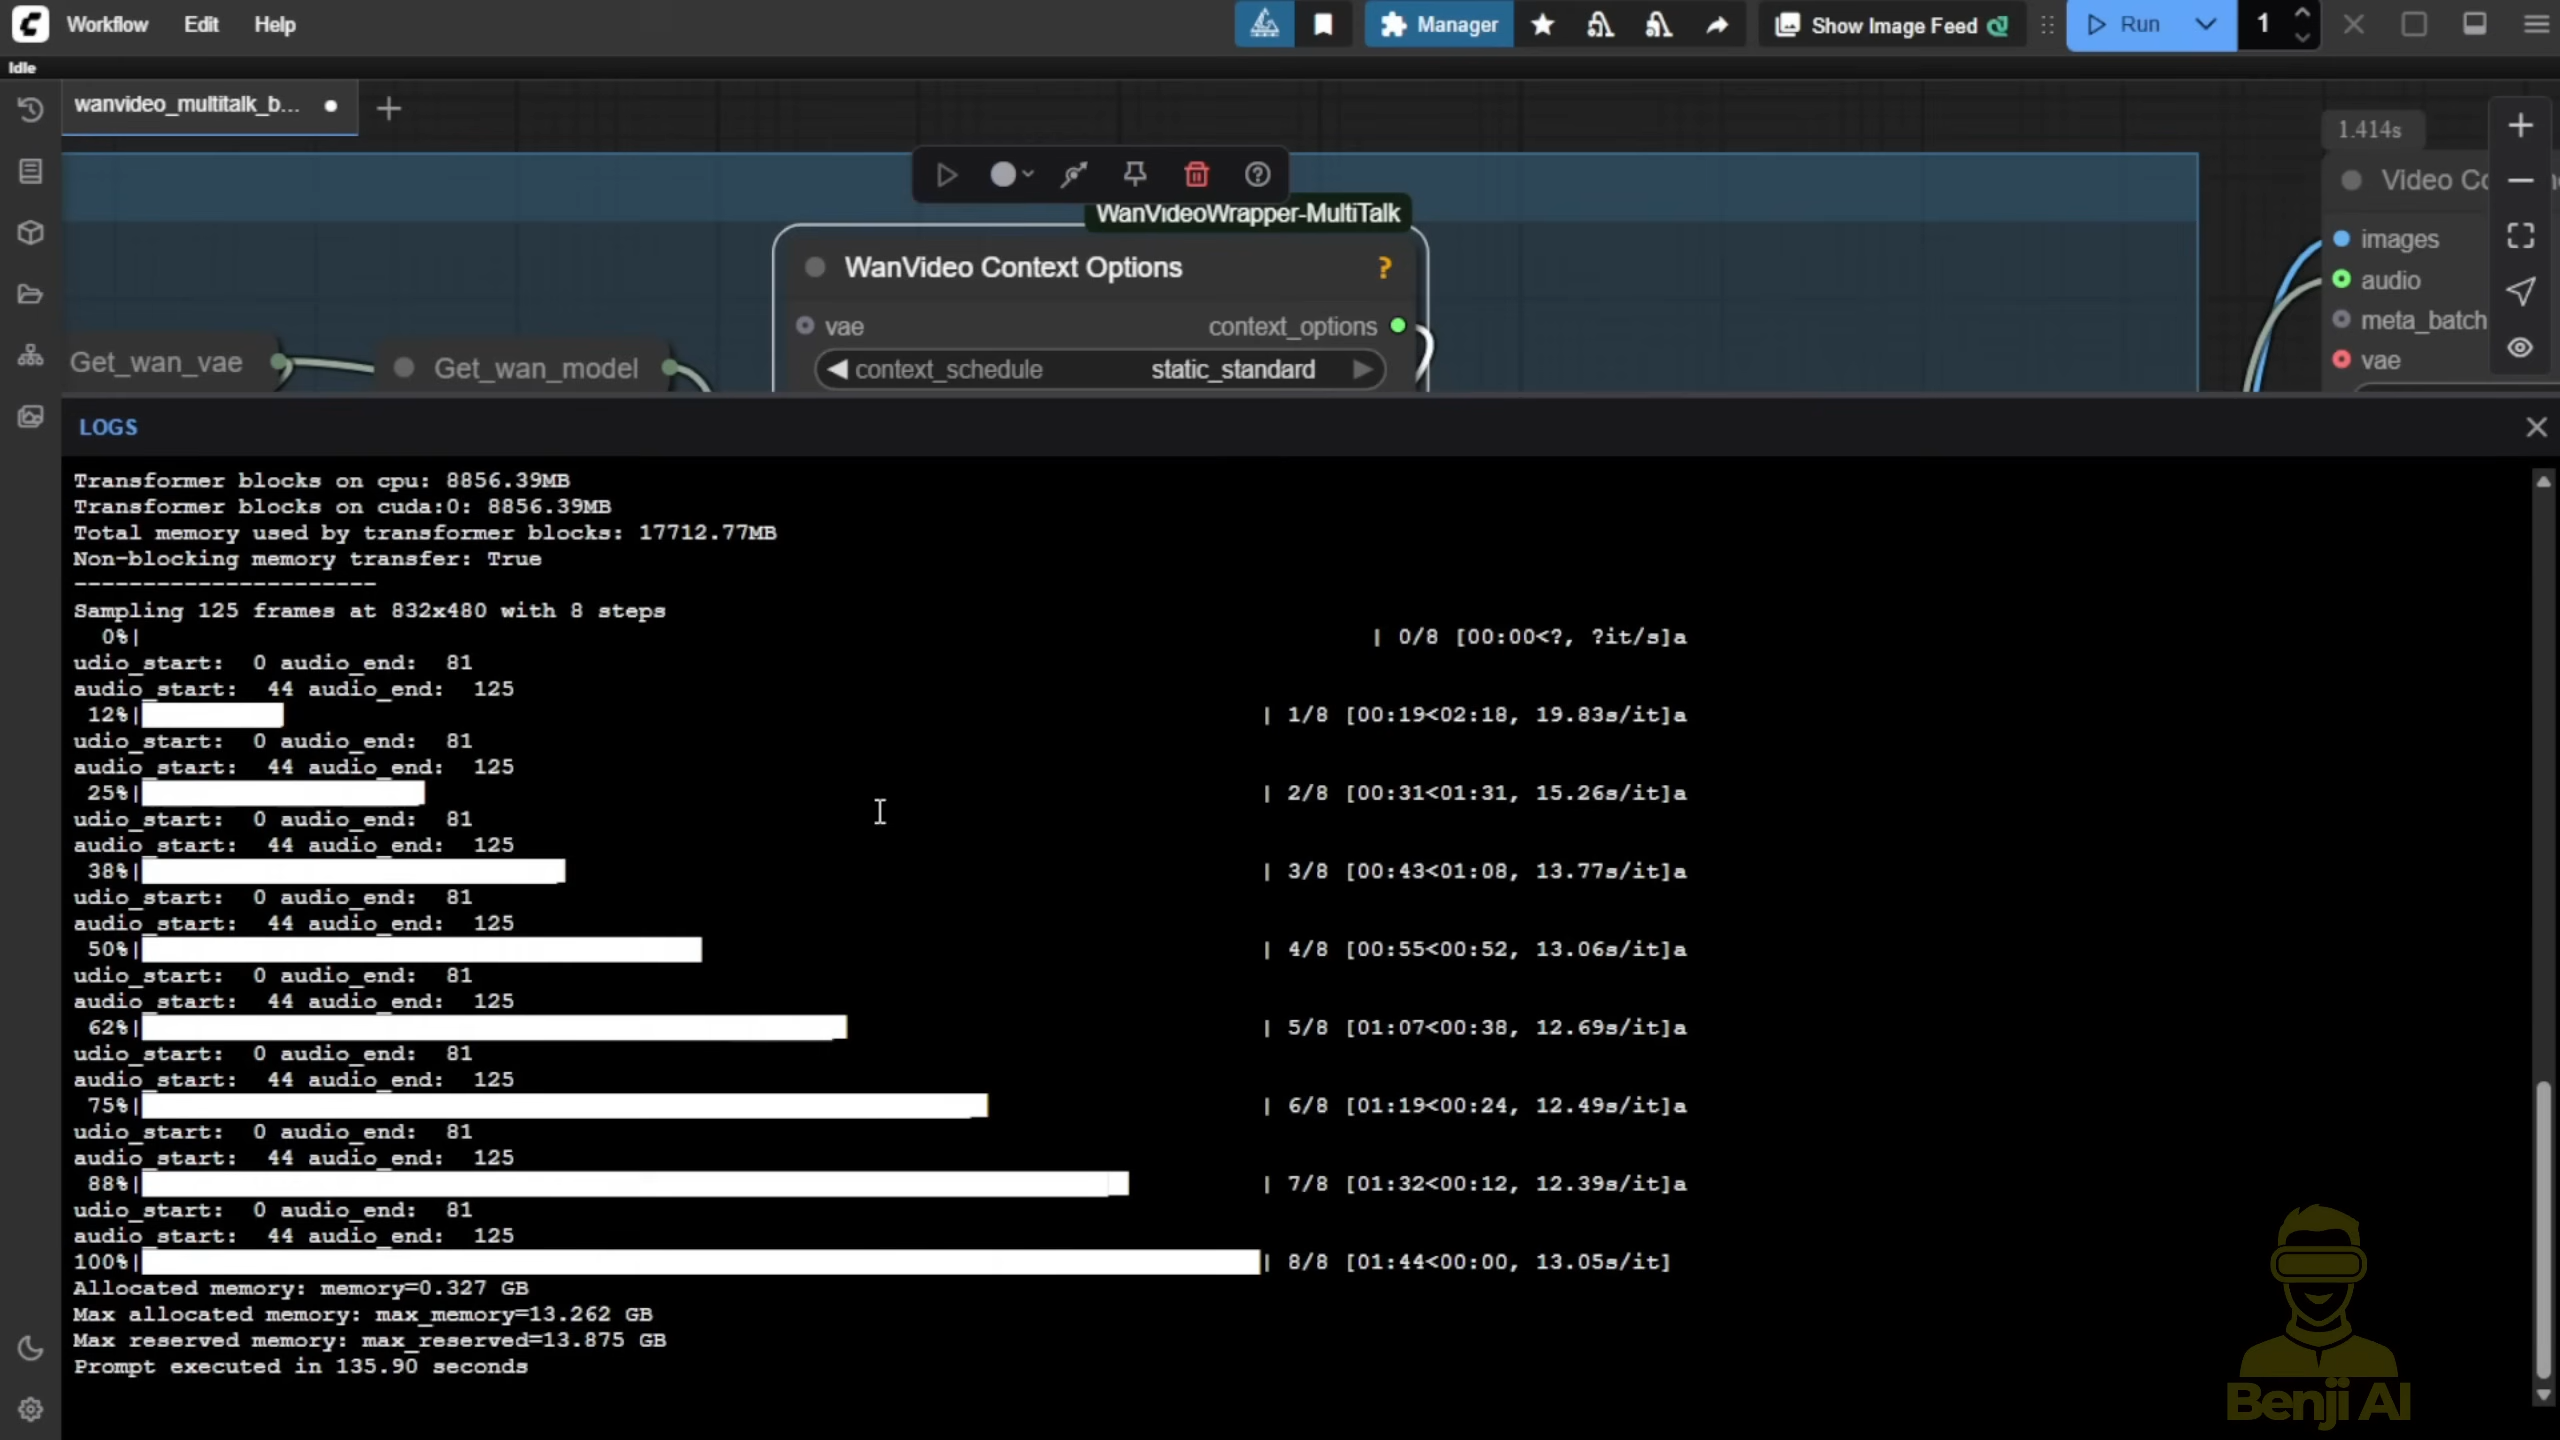 Workflow Edit Help
Manager
Show Image Feed
Run
1
Idle
wanvideo_multitalk_b...
1.414s
WanVideoWrapper-MultiTalk
WanVideo Context Options ?
vae context_options
context_schedule static_standard
Get_wan_vae
Get_wan_model
Video Co
images
audio
meta_batch
vae
LOGS
Transformer blocks on cpu: 8856.39MB
Transformer blocks on cuda:0: 8856.39MB
Total memory used by transformer blocks: 17712.77MB
Non-blocking memory transfer: True
----------------------
Sampling 125 frames at 832x480 with 8 steps
0%| | 0/8 [00:00<?, ?it/s]a
udio_start: 0 audio_end: 81
audio_start: 44 audio_end: 125
12%| | 1/8 [00:19<02:18, 19.83s/it]a
udio_start: 0 audio_end: 81
audio_start: 44 audio_end: 125
25%| | 2/8 [00:31<01:31, 15.26s/it]a
udio_start: 0 audio_end: 81
audio_start: 44 audio_end: 125
38%| | 3/8 [00:43<01:08, 13.77s/it]a
udio_start: 0 audio_end: 81
audio_start: 44 audio_end: 125
50%| | 4/8 [00:55<00:52, 13.06s/it]a
udio_start: 0 audio_end: 81
audio_start: 44 audio_end: 125
62%| | 5/8 [01:07<00:38, 12.69s/it]a
udio_start: 0 audio_end: 81
audio_start: 44 audio_end: 125
75%| | 6/8 [01:19<00:24, 12.49s/it]a
udio_start: 0 audio_end: 81
audio_start: 44 audio_end: 125
88%| | 7/8 [01:32<00:12, 12.39s/it]a
udio_start: 0 audio_end: 81
audio_start: 44 audio_end: 125
100%| | 8/8 [01:44<00:00, 13.05s/it]
Allocated memory: memory=0.327 GB
Max allocated memory: max_memory=13.262 GB
Max reserved memory: max_reserved=13.875 GB
Prompt executed in 135.90 seconds
Benji AI